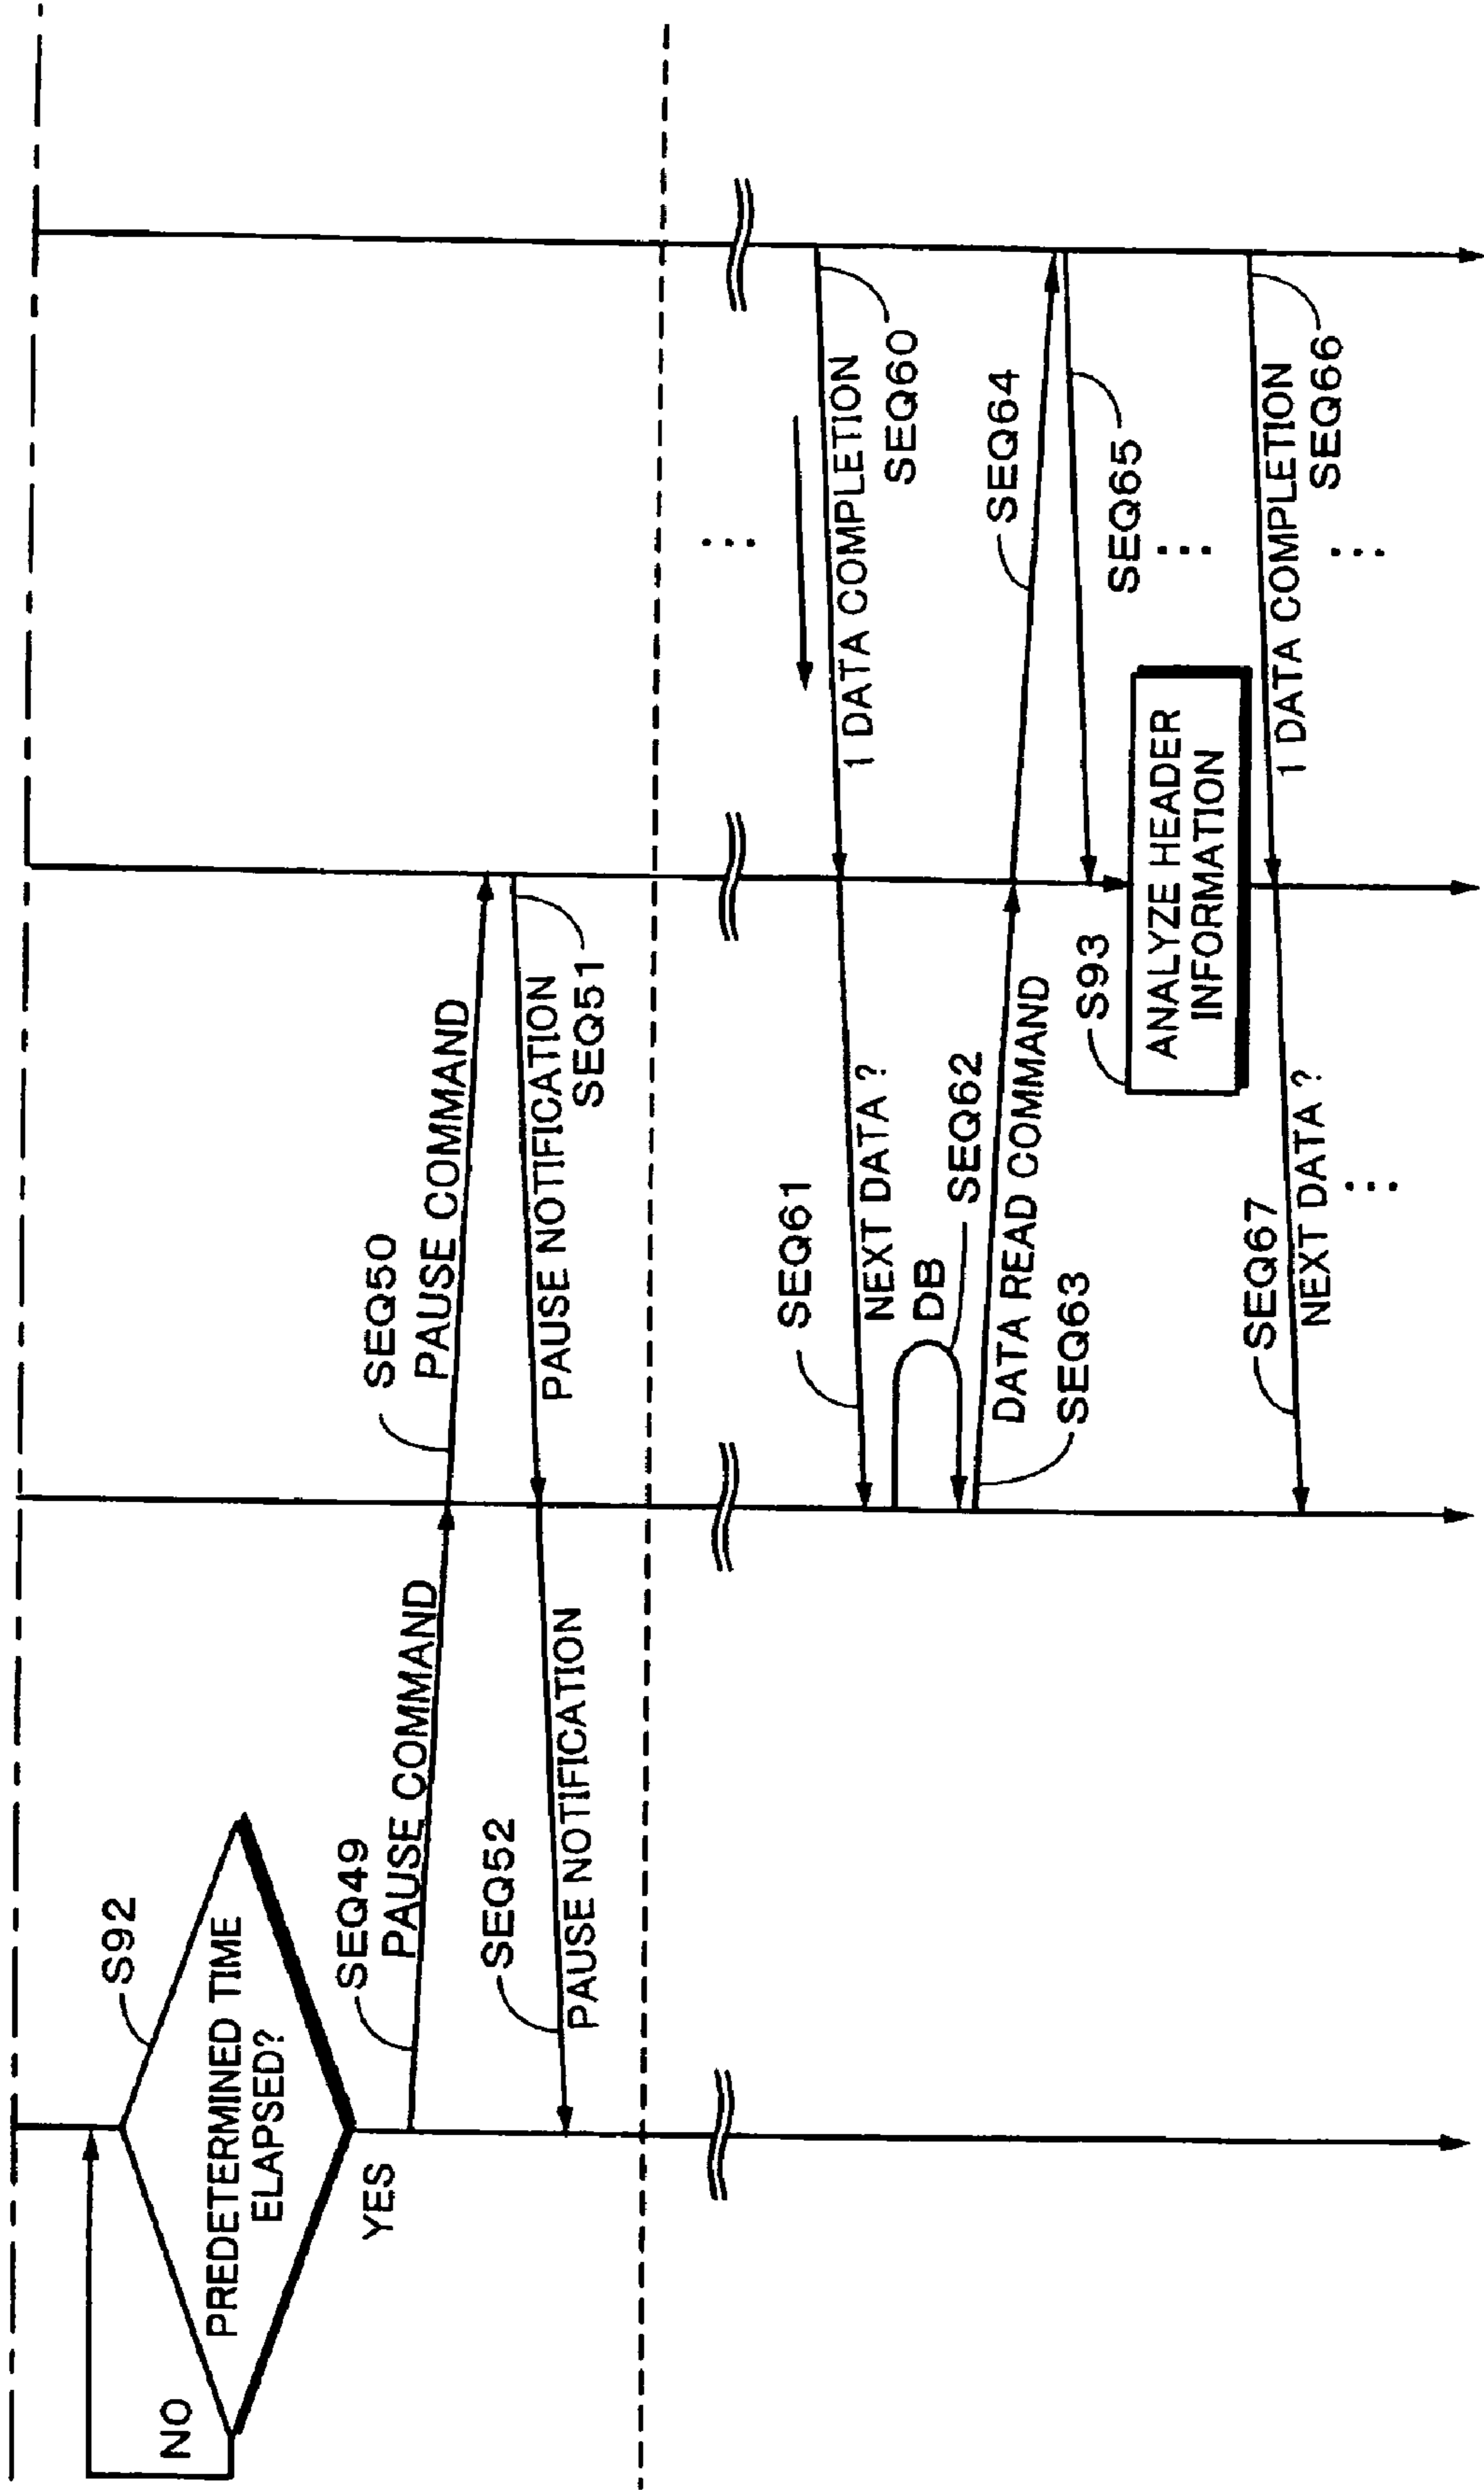 S92
PREDETERMINED TIME
ELAPSED?
NO
YES
SEQ49
PAUSE COMMAND
SEQ50
PAUSE COMMAND
PAUSE NOTIFICATION
SEQ51
SEQ52
PAUSE NOTIFICATION
1 DATA COMPLETION
SEQ60
SEQ61
NEXT DATA ?
DB
SEQ62
DATA READ COMMAND
SEQ63
SEQ64
SEQ65
S93
ANALYZE HEADER
INFORMATION
1 DATA COMPLETION
SEQ66
SEQ67
NEXT DATA ?